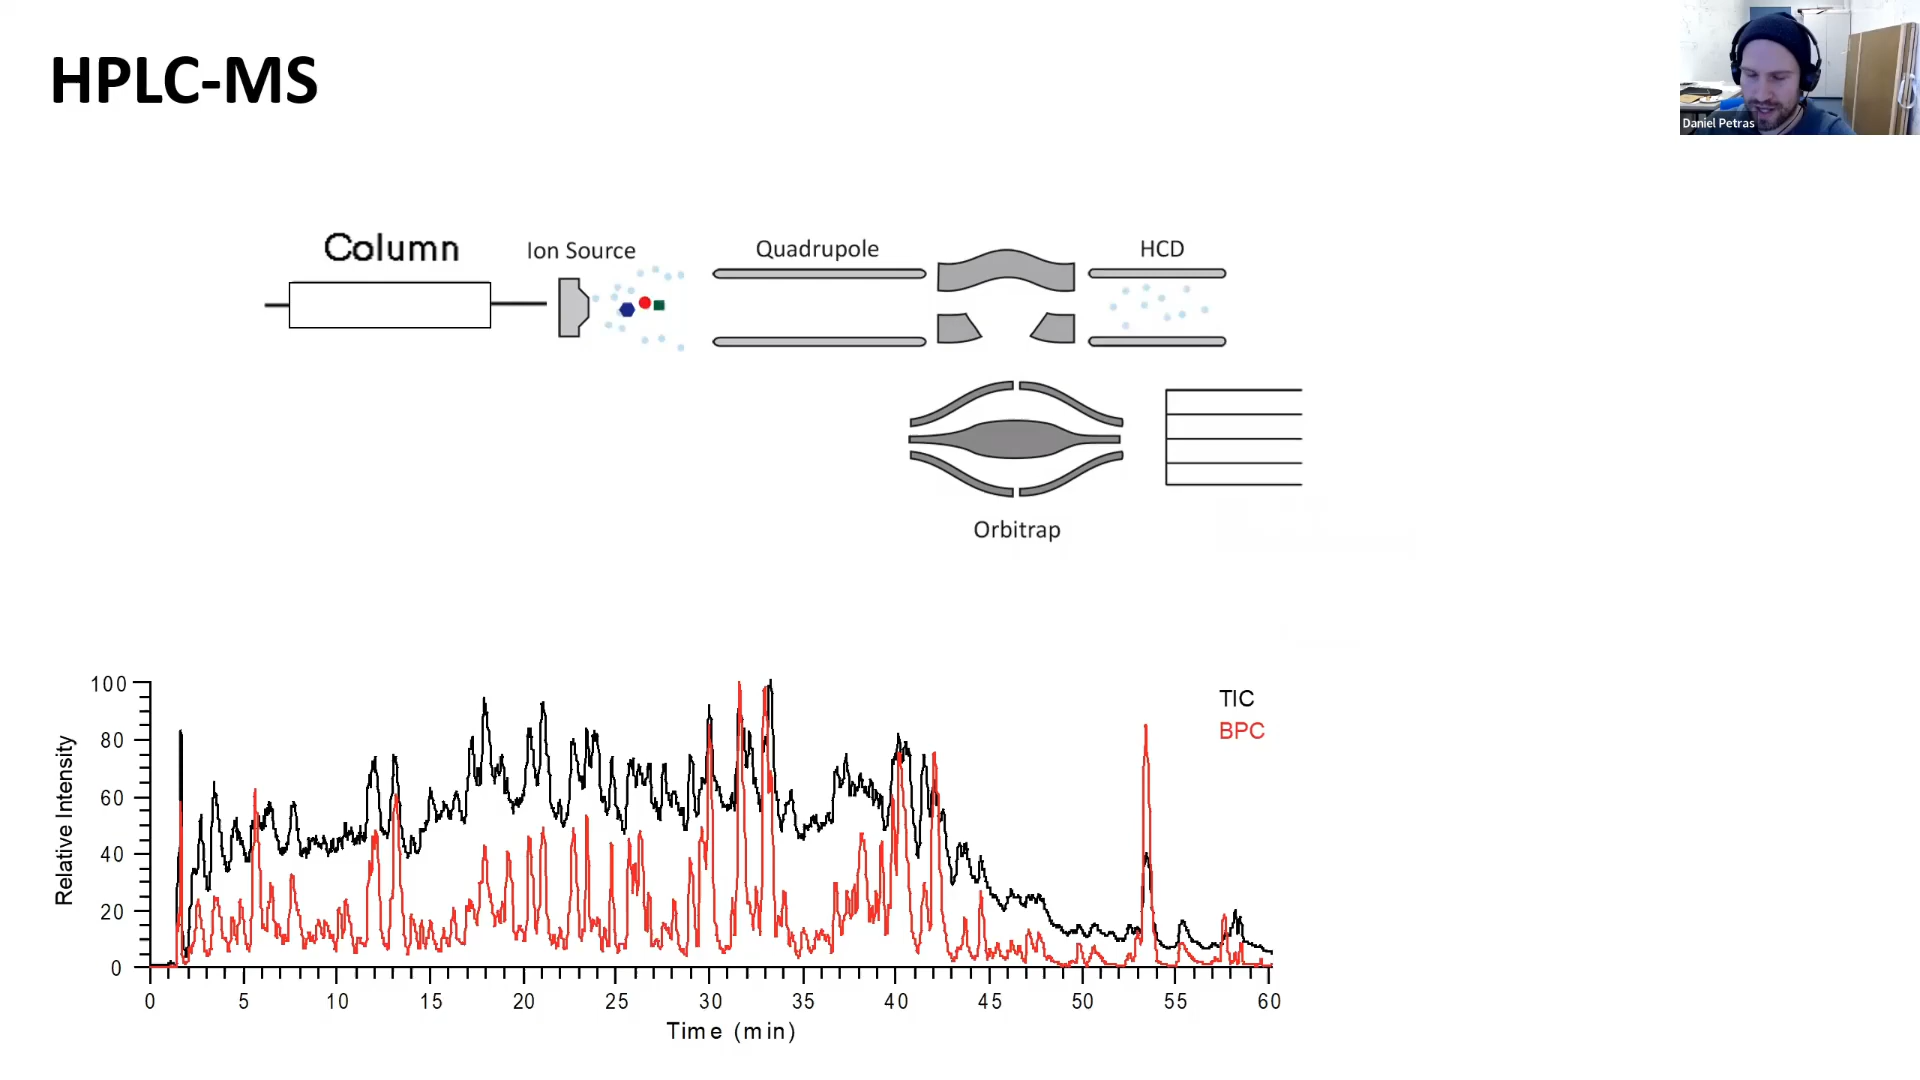 HPLC-MS
Daniel Petras
Column
Ion Source
Quadrupole
HCD
Orbitrap
TIC
BPC
Relative Intensity
100
80
60
40
20
0
0 5 10 15 20 25 30 35 40 45 50 55 60
Time (min)